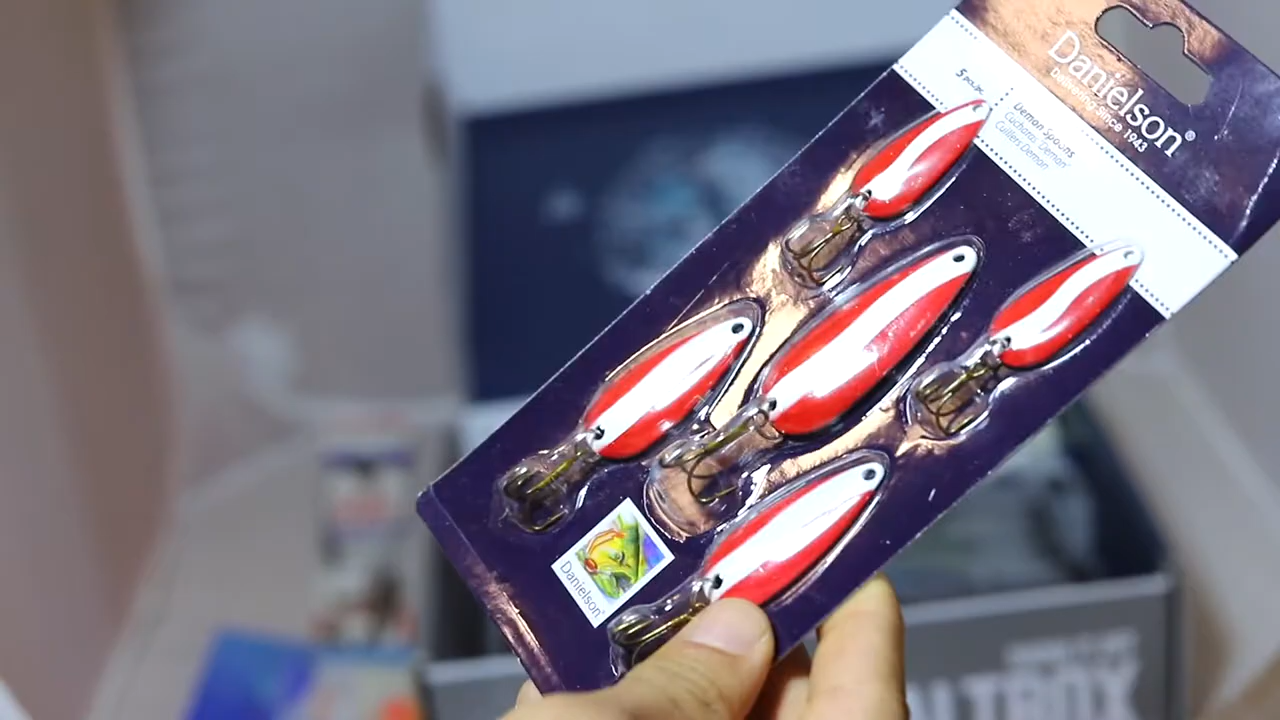 Danielson®
Delivering Since 1943
Demon Spoons
Cucharas "Demon"
Cuillers Demon
Danielson®